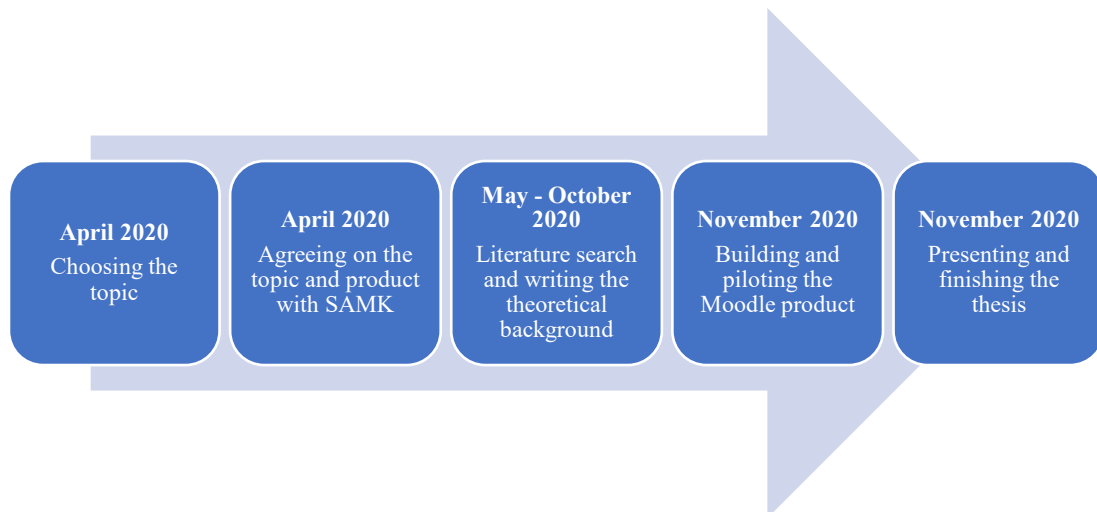 April 2020
Choosing the
topic
April 2020
Agreeing on the
topic and product
with SAMK
May - October
2020
Literature search
and writing the
theoretical
background
November 2020
Building and
piloting the
Moodle product
November 2020
Presenting and
finishing the
thesis